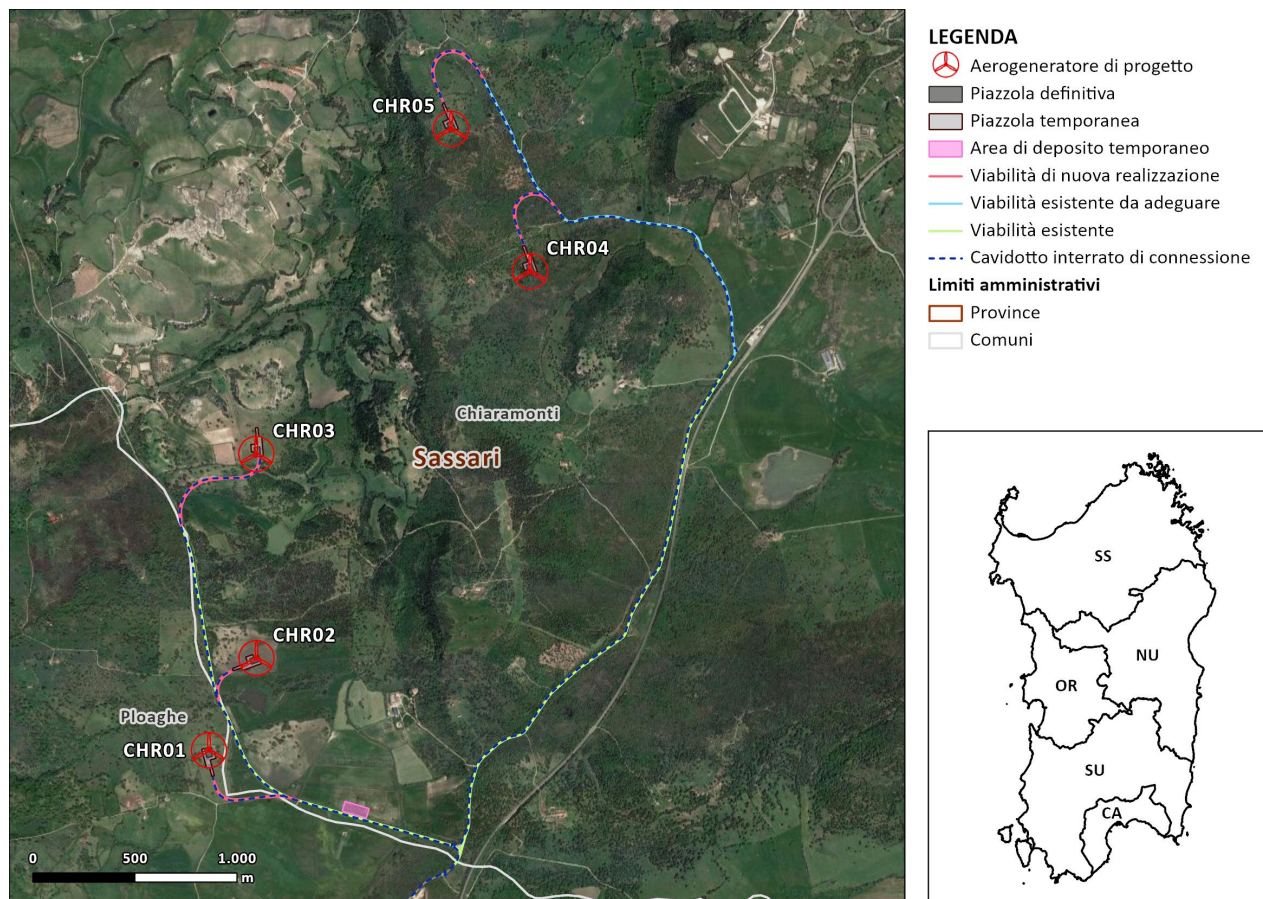 CHR05
CHR04
Chiaramonti
CHR03
Sassari
CHR02
Ploaghe
CHR01
0 500 1.000
m
LEGENDA
Aerogeneratore di progetto
Piazzola definitiva
Piazzola temporanea
Area di deposito temporaneo
Viabilità di nuova realizzazione
Viabilità esistente da adeguare
Viabilità esistente
Cavidotto interrato di connessione
Limiti amministrativi
Province
Comuni
SS
NU
OR
SU
CA